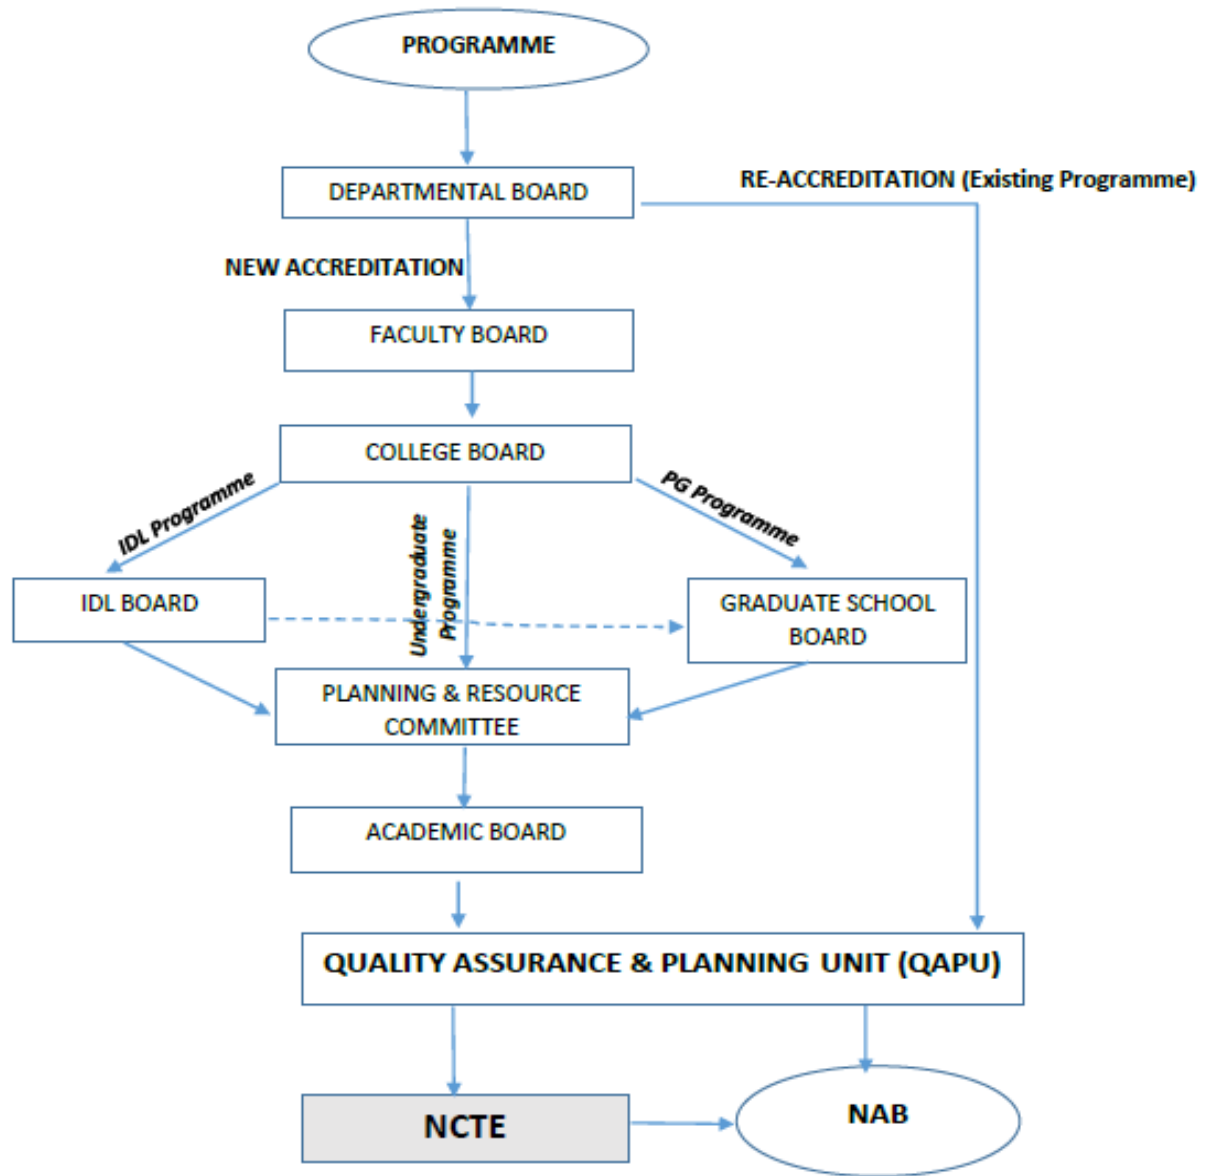 PROGRAMME
DEPARTMENTAL BOARD
RE-ACCREDITATION (Existing Programme)
NEW ACCREDITATION
FACULTY BOARD
COLLEGE BOARD
IDL Programme
Undergraduate
Programme
PG Programme
IDL BOARD
GRADUATE SCHOOL
BOARD
PLANNING & RESOURCE
COMMITTEE
ACADEMIC BOARD
QUALITY ASSURANCE & PLANNING UNIT (QAPU)
NCTE
NAB